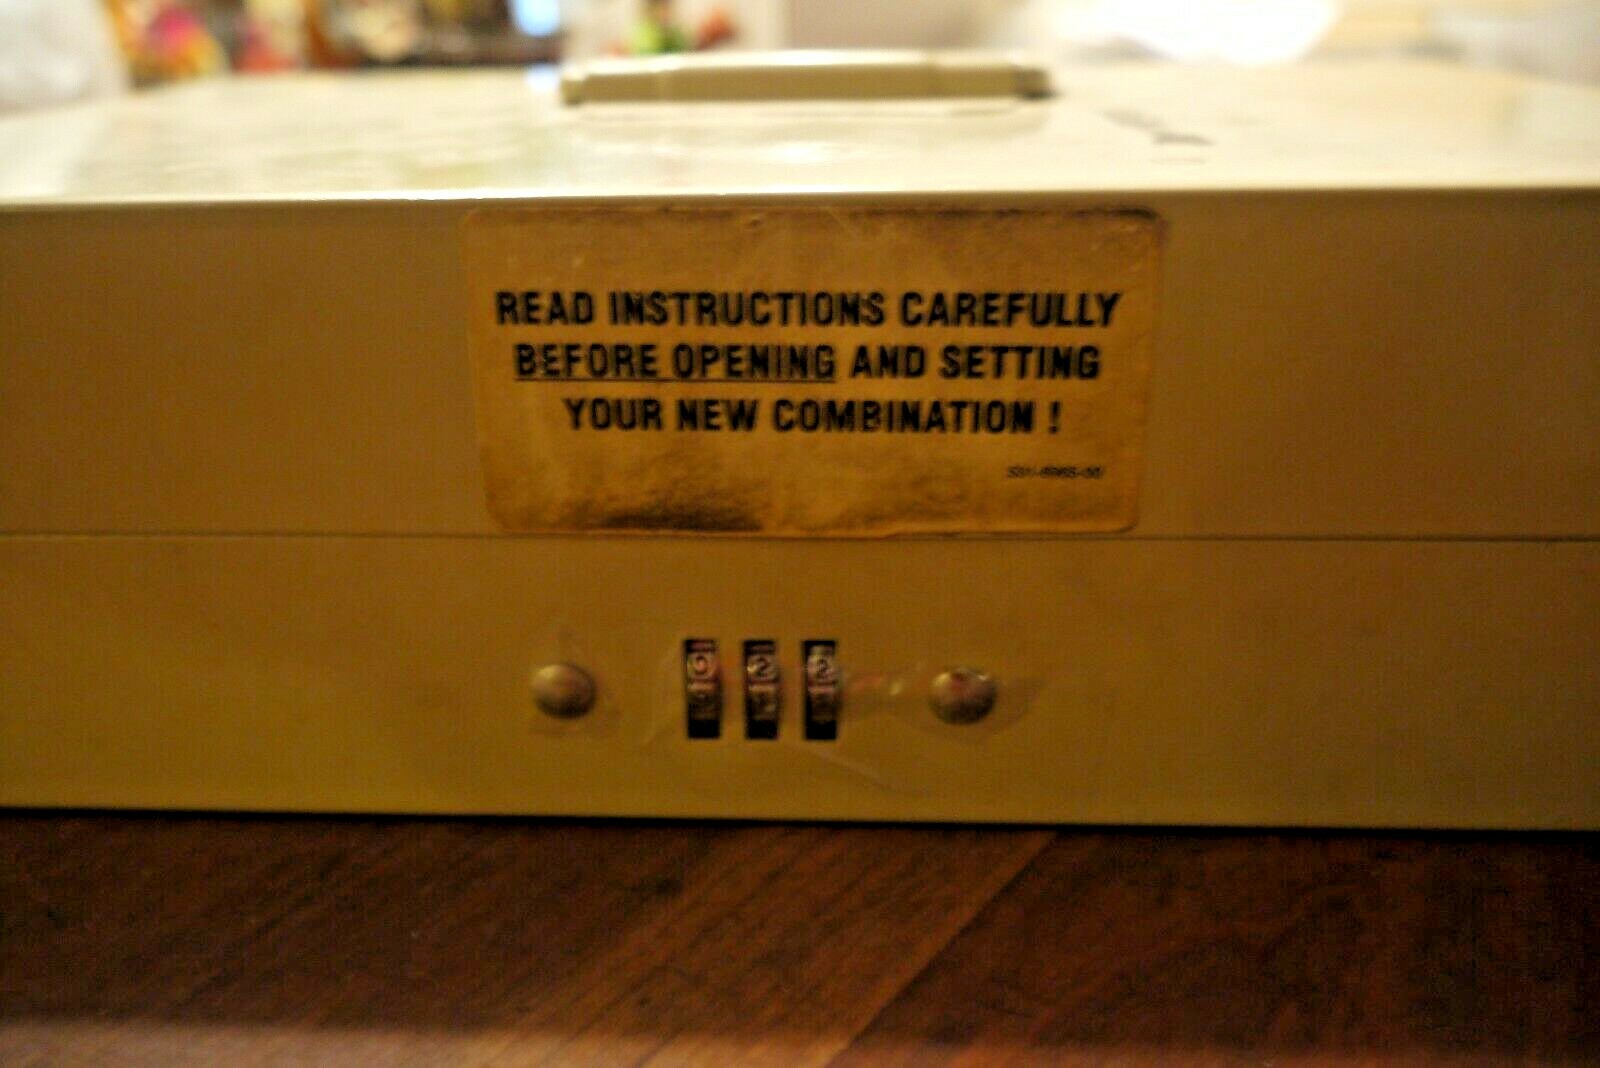 READ INSTRUCTIONS CAREFULLY
BEFORE OPENING AND SETTING
YOUR NEW COMBINATION !